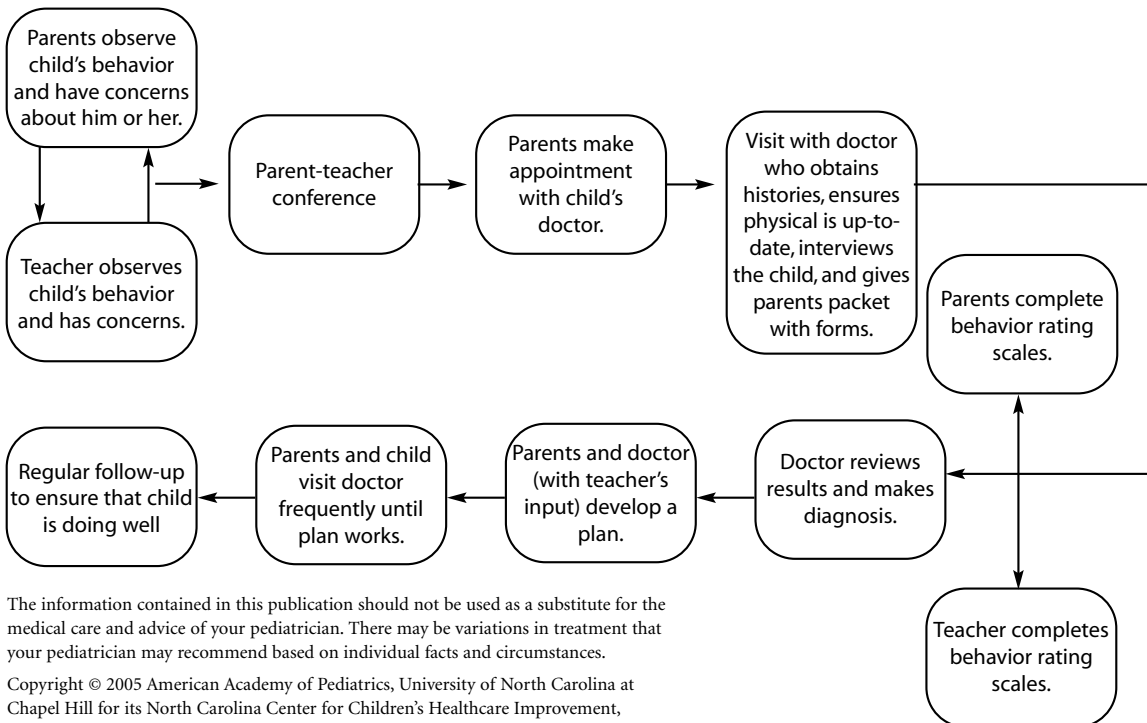 Parents observe
child's behavior
and have concerns
about him or her.
Teacher observes
child's behavior
and has concerns.
Parent-teacher
conference
Parents make
appointment
with child's
doctor.
Visit with doctor
who obtains
histories, ensures
physical is up-to-
date, interviews
the child, and gives
parents packet
with forms.
Parents complete
behavior rating
scales.
Teacher completes
behavior rating
scales.
Doctor reviews
results and makes
diagnosis.
Parents and doctor
(with teacher's
input) develop a
plan.
Parents and child
visit doctor
frequently until
plan works.
Regular follow-up
to ensure that child
is doing well
The information contained in this publication should not be used as a substitute for the
medical care and advice of your pediatrician. There may be variations in treatment that
your pediatrician may recommend based on individual facts and circumstances.
Copyright © 2005 American Academy of Pediatrics, University of North Carolina at
Chapel Hill for its North Carolina Center for Children's Healthcare Improvement,